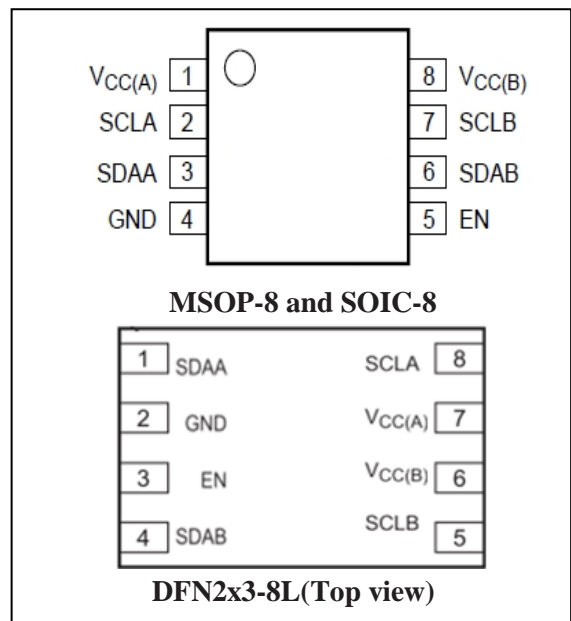 VCC(A) 1 8 VCC(B)
SCLA 2 7 SCLB
SDAA 3 6 SDAB
GND 4 5 EN
MSOP-8 and SOIC-8
1 SDAA SCLA 8
2 GND VCC(A) 7
3 EN VCC(B) 6
4 SDAB SCLB 5
DFN2x3-8L(Top view)